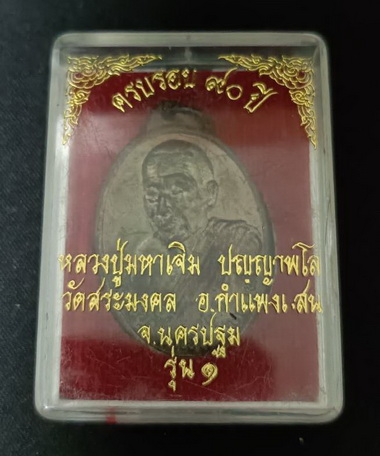 ครบรอบ ๙๐ ปี
หลวงปู่มหาเจิม ปญฺญาพโล
วัดสระมงคล อ.กำแพงแสน
จ.นครปฐม
รุ่น ๑